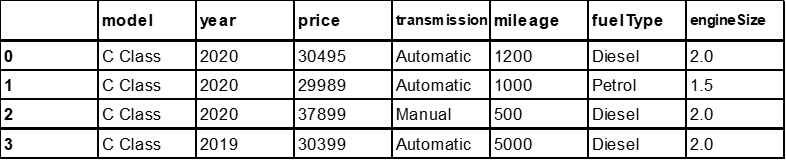 model year price transmission mileage fuelType engineSize
0 C Class 2020 30495 Automatic 1200 Diesel 2.0
1 C Class 2020 29989 Automatic 1000 Petrol 1.5
2 C Class 2020 37899 Manual 500 Diesel 2.0
3 C Class 2019 30399 Automatic 5000 Diesel 2.0